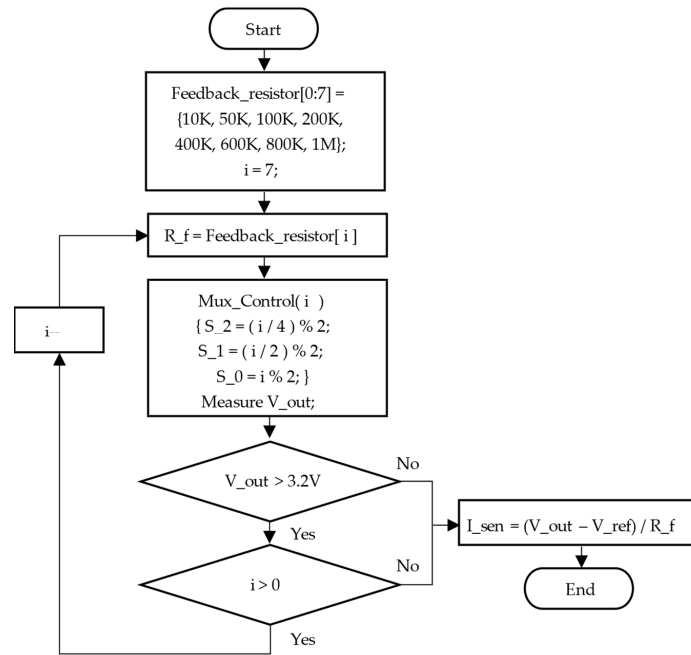 Start
Feedback_resistor[0:7] =
{10K, 50K, 100K, 200K,
400K, 600K, 800K, 1M};
i = 7;
R_f = Feedback_resistor[ i ]
Mux_Control( i )
{ S_2 = ( i / 4 ) % 2;
S_1 = ( i / 2 ) % 2;
S_0 = i % 2; }
Measure V_out;
i--
V_out > 3.2V
No
Yes
I_sen = (V_out – V_ref) / R_f
i > 0
No
Yes
End